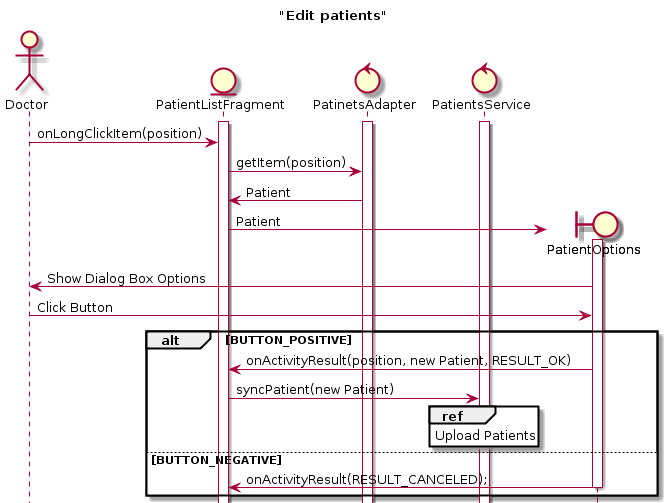 "Edit patients"
Doctor
PatientListFragment
PatinetsAdapter
PatientsService
onLongClickItem(position)
getItem(position)
Patient
Patient
PatientOptions
Show Dialog Box Options
Click Button
alt
[BUTTON_POSITIVE]
onActivityResult(position, new Patient, RESULT_OK)
syncPatient(new Patient)
ref
Upload Patients
[BUTTON_NEGATIVE]
onActivityResult(RESULT_CANCELED);